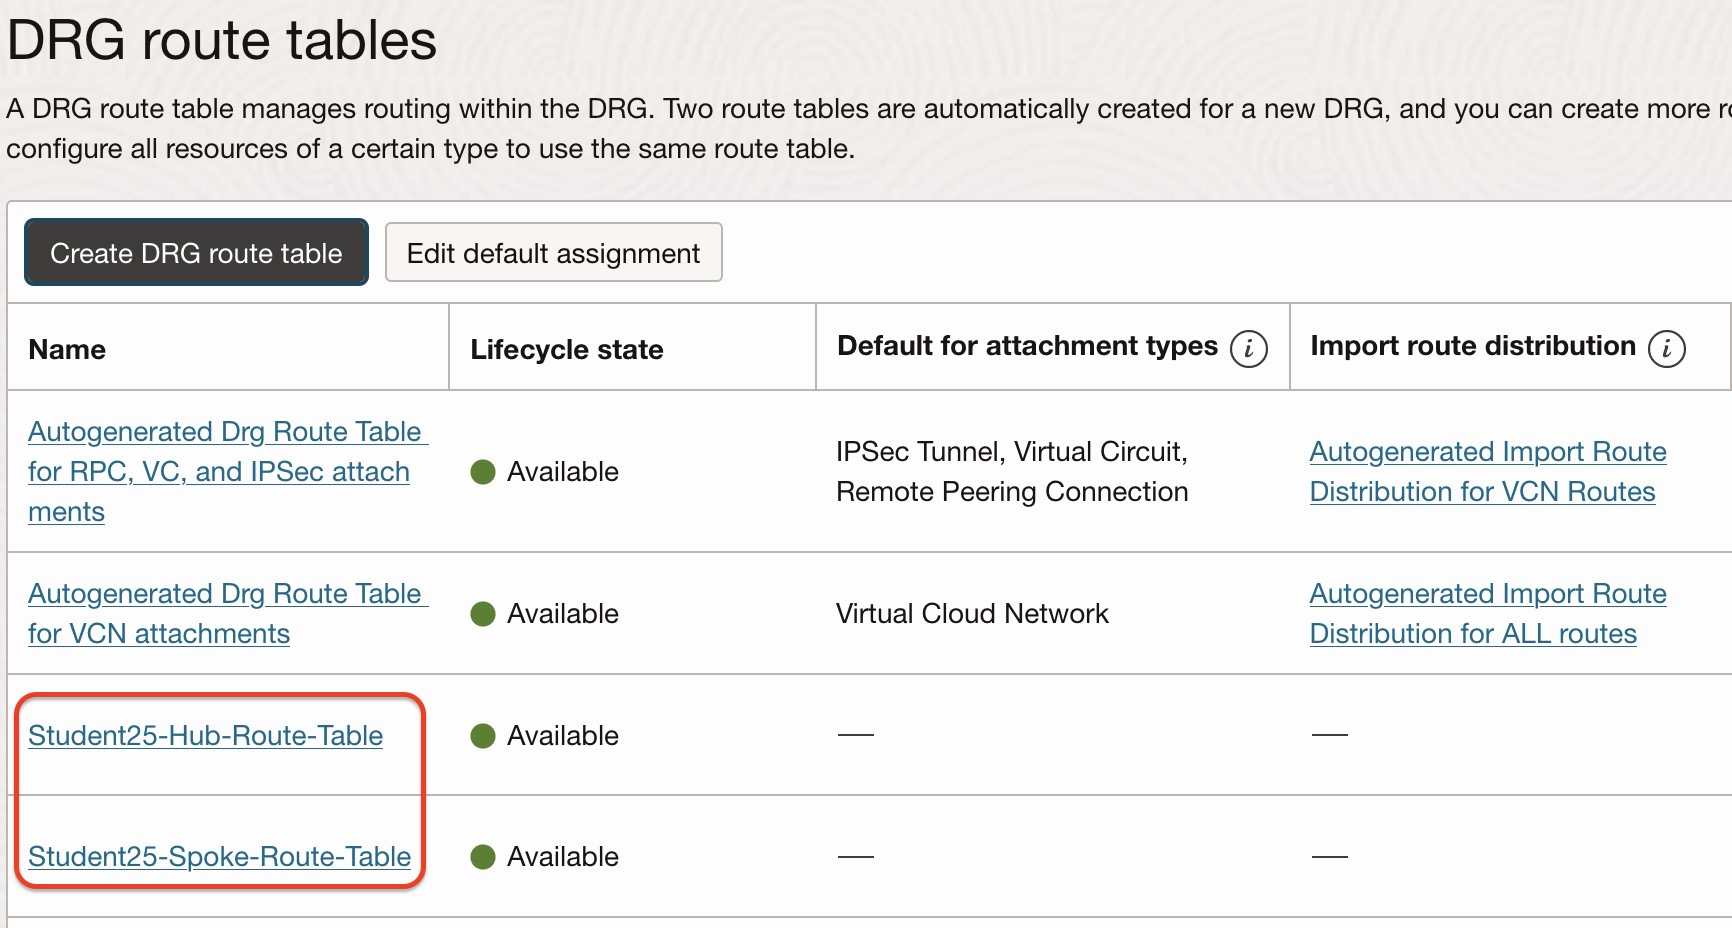 DRG route tables
A DRG route table manages routing within the DRG. Two route tables are automatically created for a new DRG, and you can create more
configure all resources of a certain type to use the same route table.
Create DRG route table
Edit default assignment
Name
Lifecycle state
Default for attachment types i
Import route distribution i
Autogenerated Drg Route Table
for RPC, VC, and IPSec attach
ments
Available
IPSec Tunnel, Virtual Circuit,
Remote Peering Connection
Autogenerated Import Route
Distribution for VCN Routes
Autogenerated Drg Route Table
for VCN attachments
Available
Virtual Cloud Network
Autogenerated Import Route
Distribution for ALL routes
Student25-Hub-Route-Table
Available
—
—
Student25-Spoke-Route-Table
Available
—
—